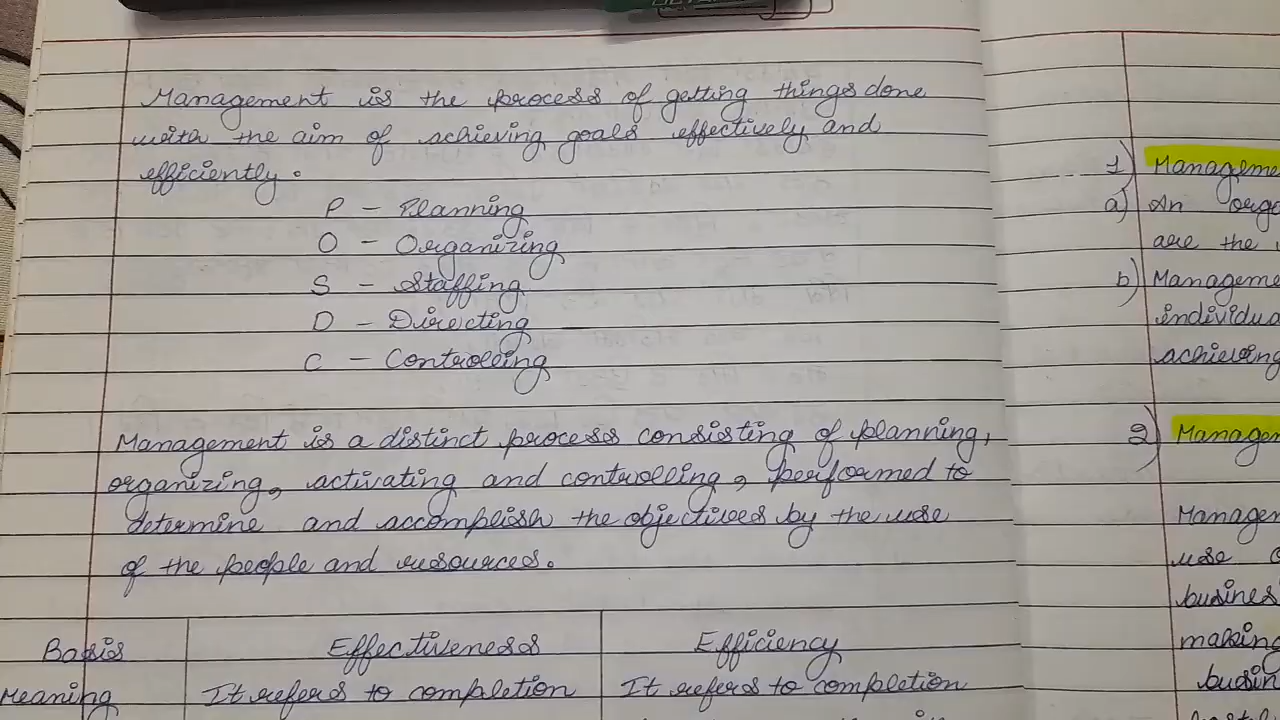 Management is the process of getting things done
with the aim of achieving goals effectively and
efficiently.
P - Planning
O - Organizing
S - Staffing
D - Directing
C - Controlling
Management is a distinct process consisting of planning,
organizing, activating and controlling, performed to
determine and accomplish the objectives by the use
of the people and resources.
Basis Effectiveness Efficiency
Meaning It refers to completion It refers to completion
1) Manageme
a) An orga
are the
b) Manageme
individua
achieving
2) Managem
Managem
use
busines
making
busin